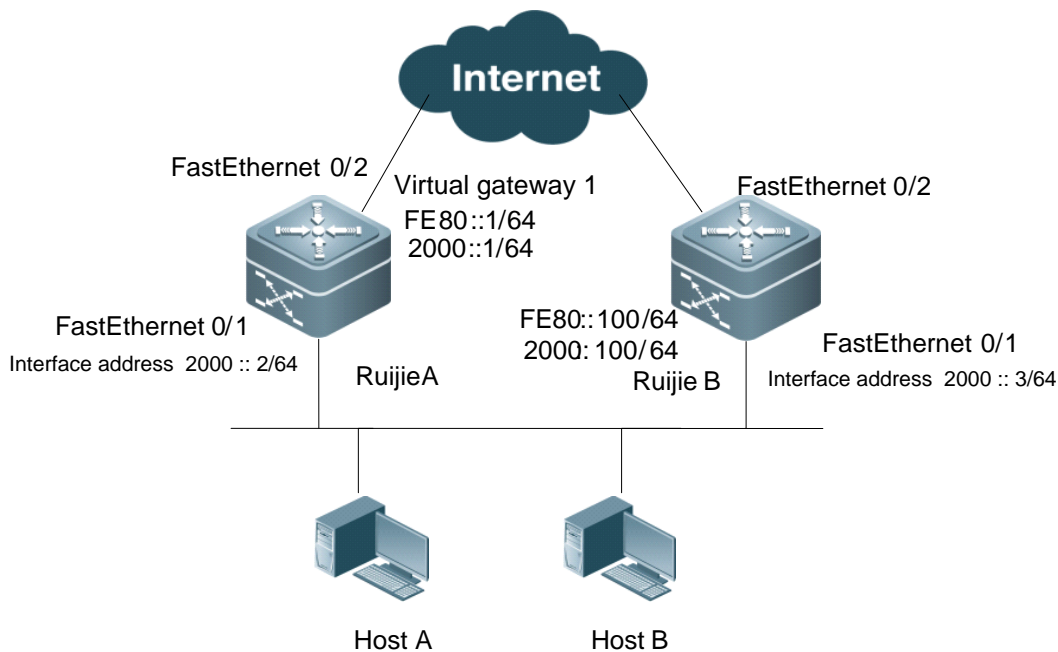 Internet
FastEthernet 0/2
Virtual gateway 1
FE80::1/64
2000::1/64
FastEthernet 0/2
FastEthernet 0/1
Interface address 2000 :: 2/64
RuijieA
FE80::100/64
2000:100/64
Ruijie B
FastEthernet 0/1
Interface address 2000 :: 3/64
Host A
Host B